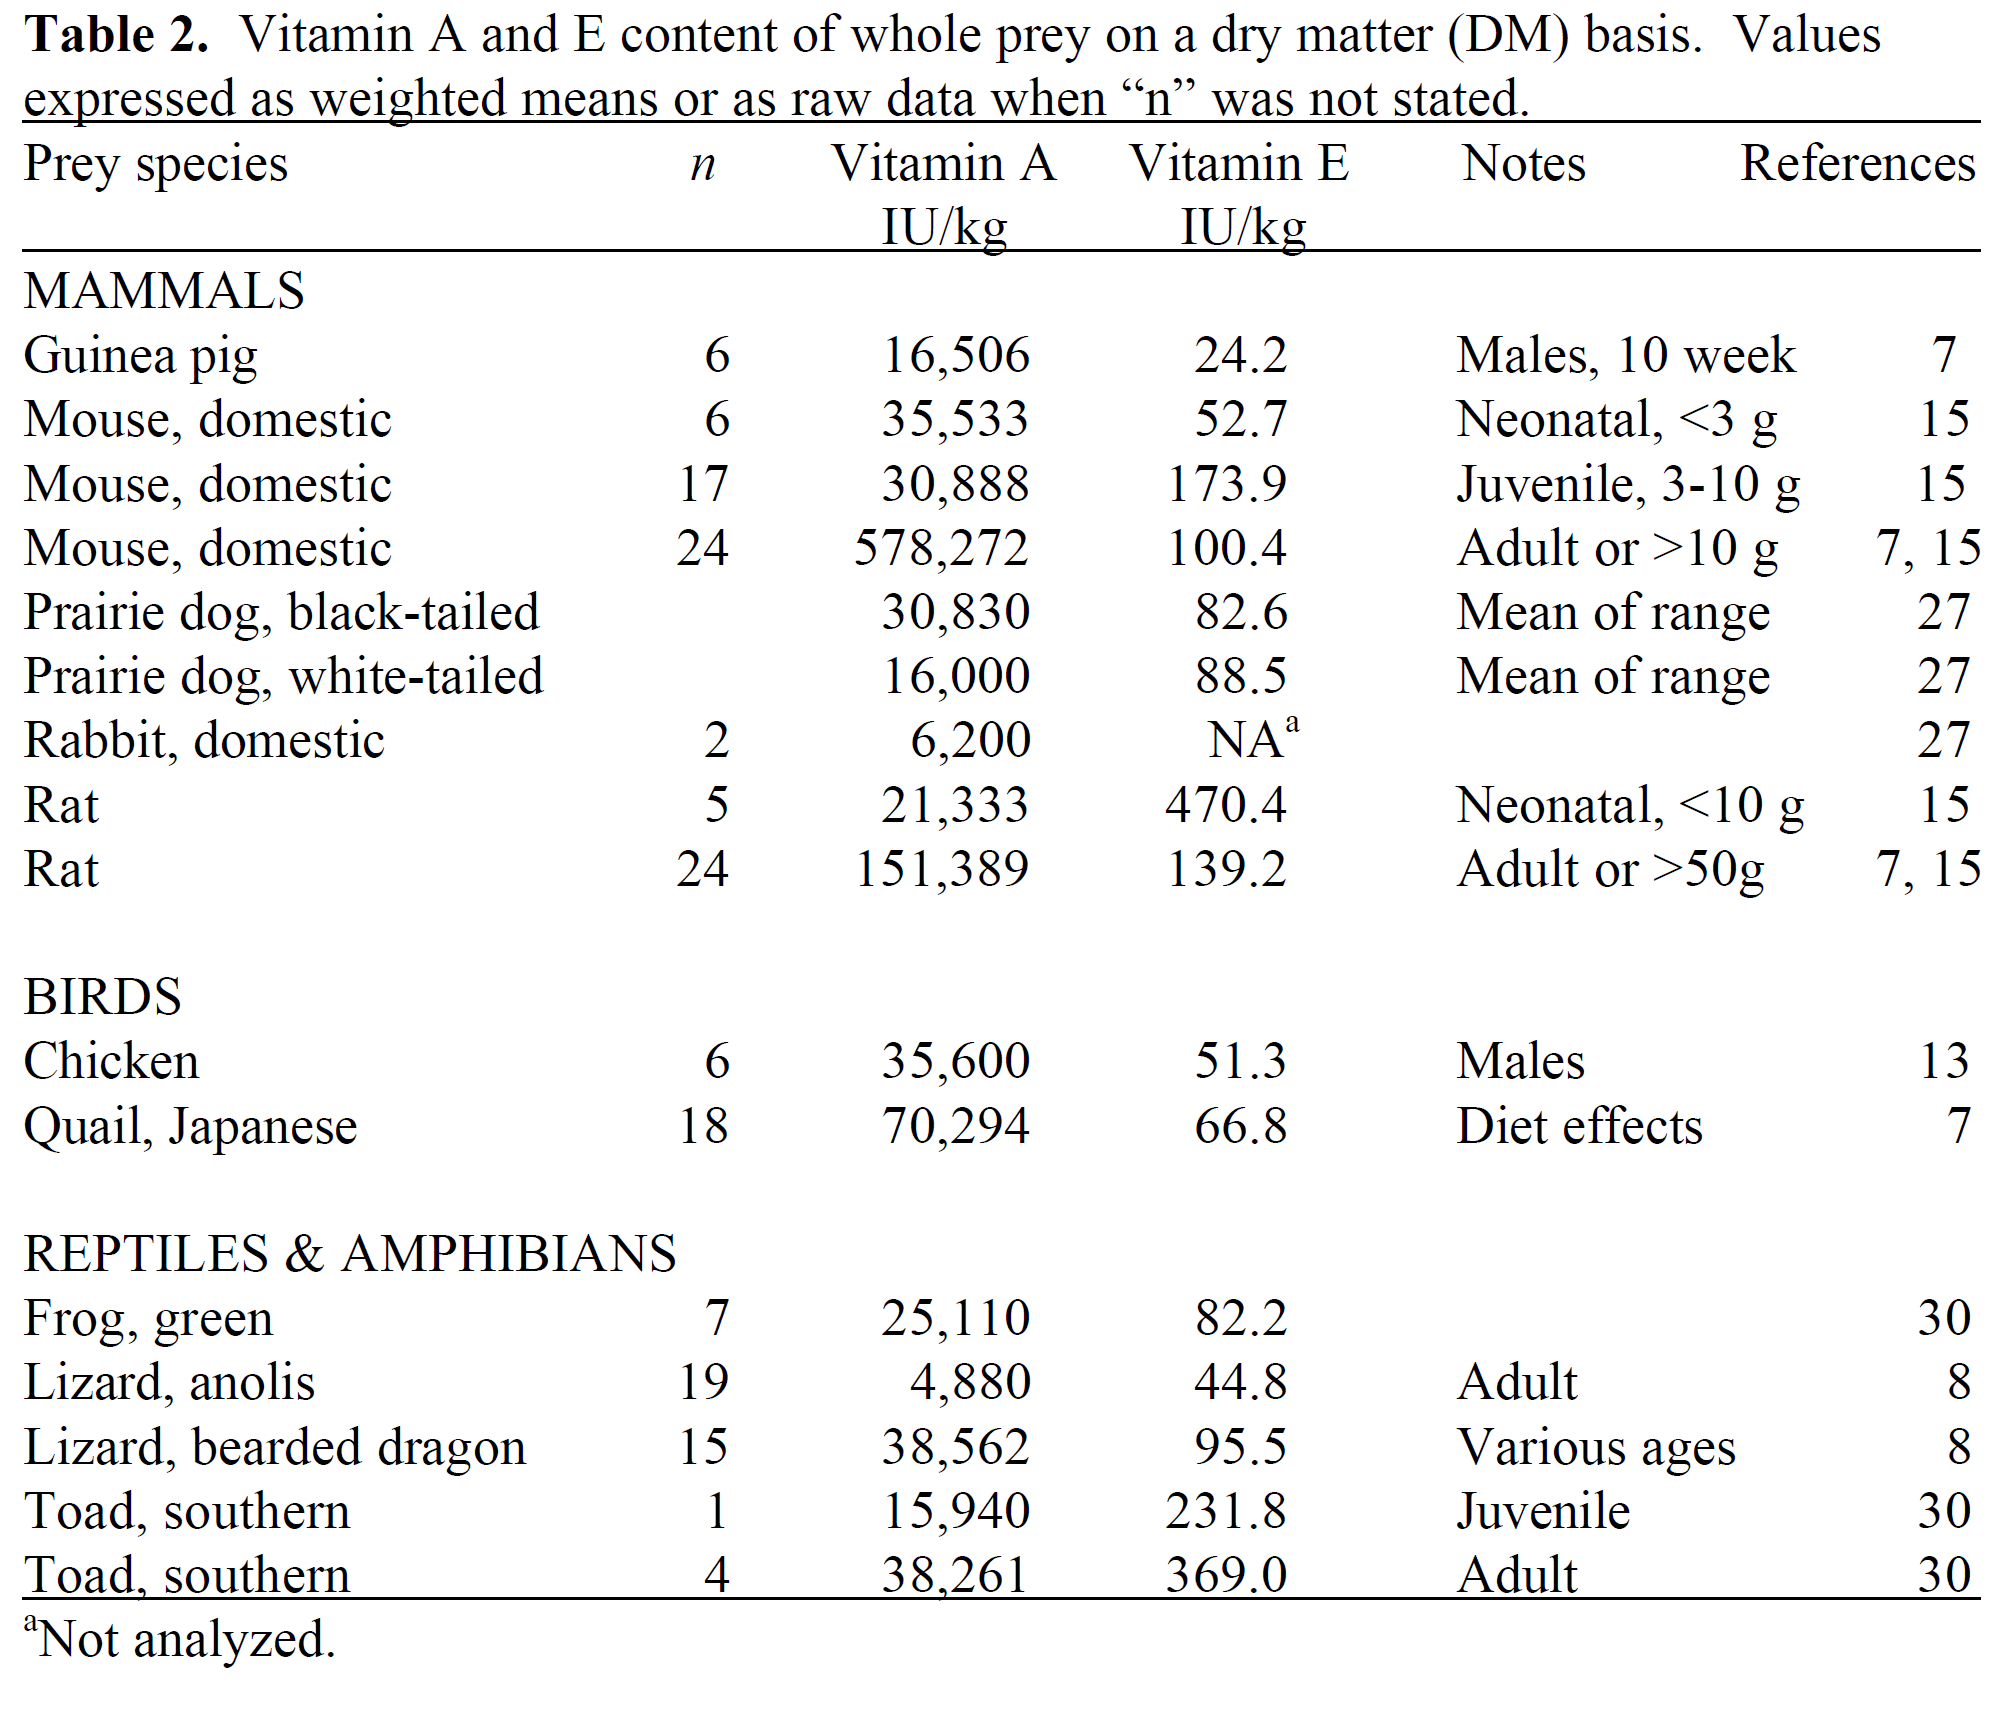 Table 2. Vitamin A and E content of whole prey on a dry matter (DM) basis. Values
expressed as weighted means or as raw data when “n” was not stated.
Prey species n Vitamin A Vitamin E Notes References
IU/kg IU/kg
MAMMALS
Guinea pig 6 16,506 24.2 Males, 10 week 7
Mouse, domestic 6 35,533 52.7 Neonatal, <3 g 15
Mouse, domestic 17 30,888 173.9 Juvenile, 3-10 g 15
Mouse, domestic 24 578,272 100.4 Adult or >10 g 7, 15
Prairie dog, black-tailed 30,830 82.6 Mean of range 27
Prairie dog, white-tailed 16,000 88.5 Mean of range 27
Rabbit, domestic 2 6,200 NAa 27
Rat 5 21,333 470.4 Neonatal, <10 g 15
Rat 24 151,389 139.2 Adult or >50g 7, 15
BIRDS
Chicken 6 35,600 51.3 Males 13
Quail, Japanese 18 70,294 66.8 Diet effects 7
REPTILES & AMPHIBIANS
Frog, green 7 25,110 82.2 30
Lizard, anolis 19 4,880 44.8 Adult 8
Lizard, bearded dragon 15 38,562 95.5 Various ages 8
Toad, southern 1 15,940 231.8 Juvenile 30
Toad, southern 4 38,261 369.0 Adult 30
aNot analyzed.